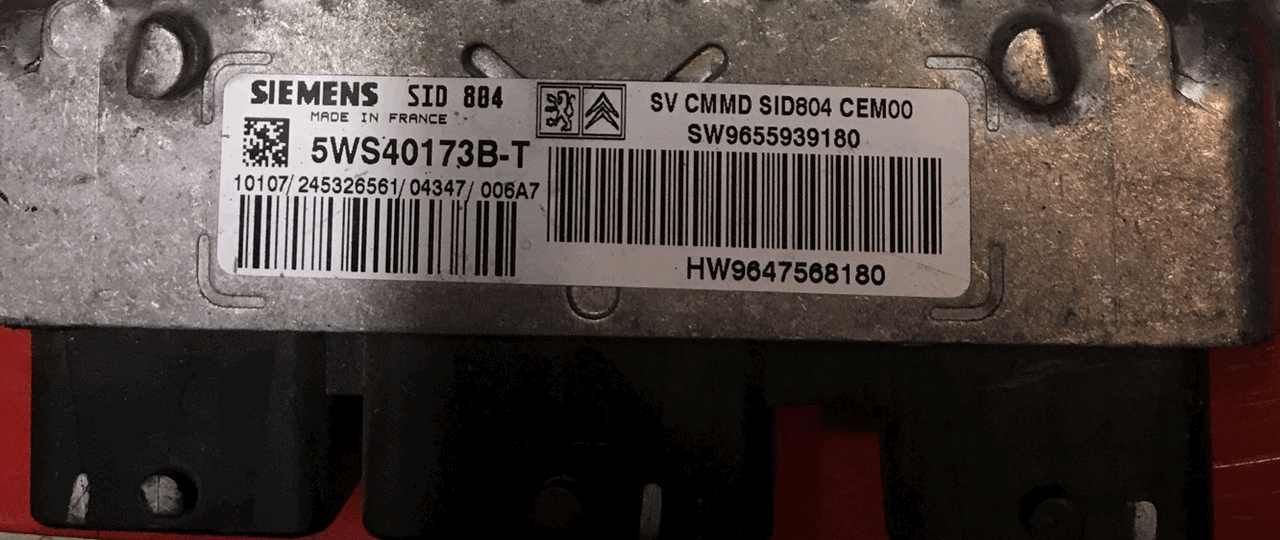 SIEMENS SID 804
MADE IN FRANCE
5WS40173B-T
10107/245326561/04347/006A7
SV CMMD SID804 CEM00
SW9655939180
HW9647568180